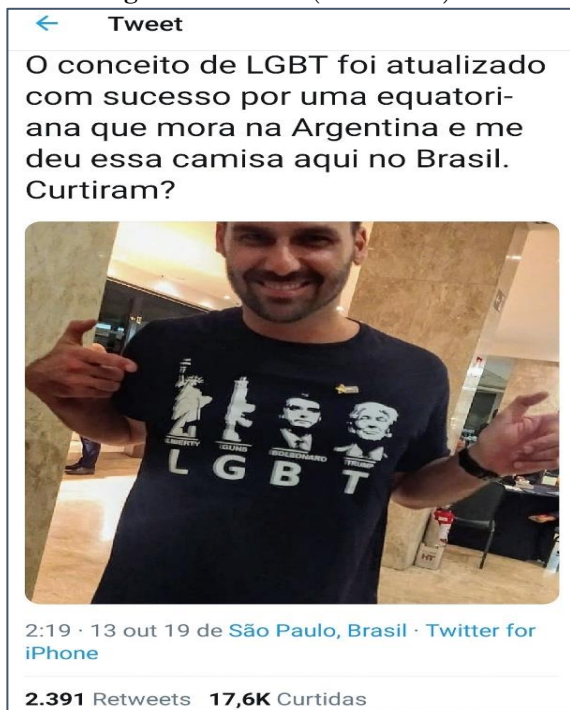 Tweet
O conceito de LGBT foi atualizado
com sucesso por uma equatori-
ana que mora na Argentina e me
deu essa camisa aqui no Brasil.
Curtiram?
LIBERTY GUNS BOLSONARO TRUMP
L G B T
HT
2:19 · 13 out 19 de São Paulo, Brasil · Twitter for
iPhone
2.391 Retweets 17,6K Curtidas